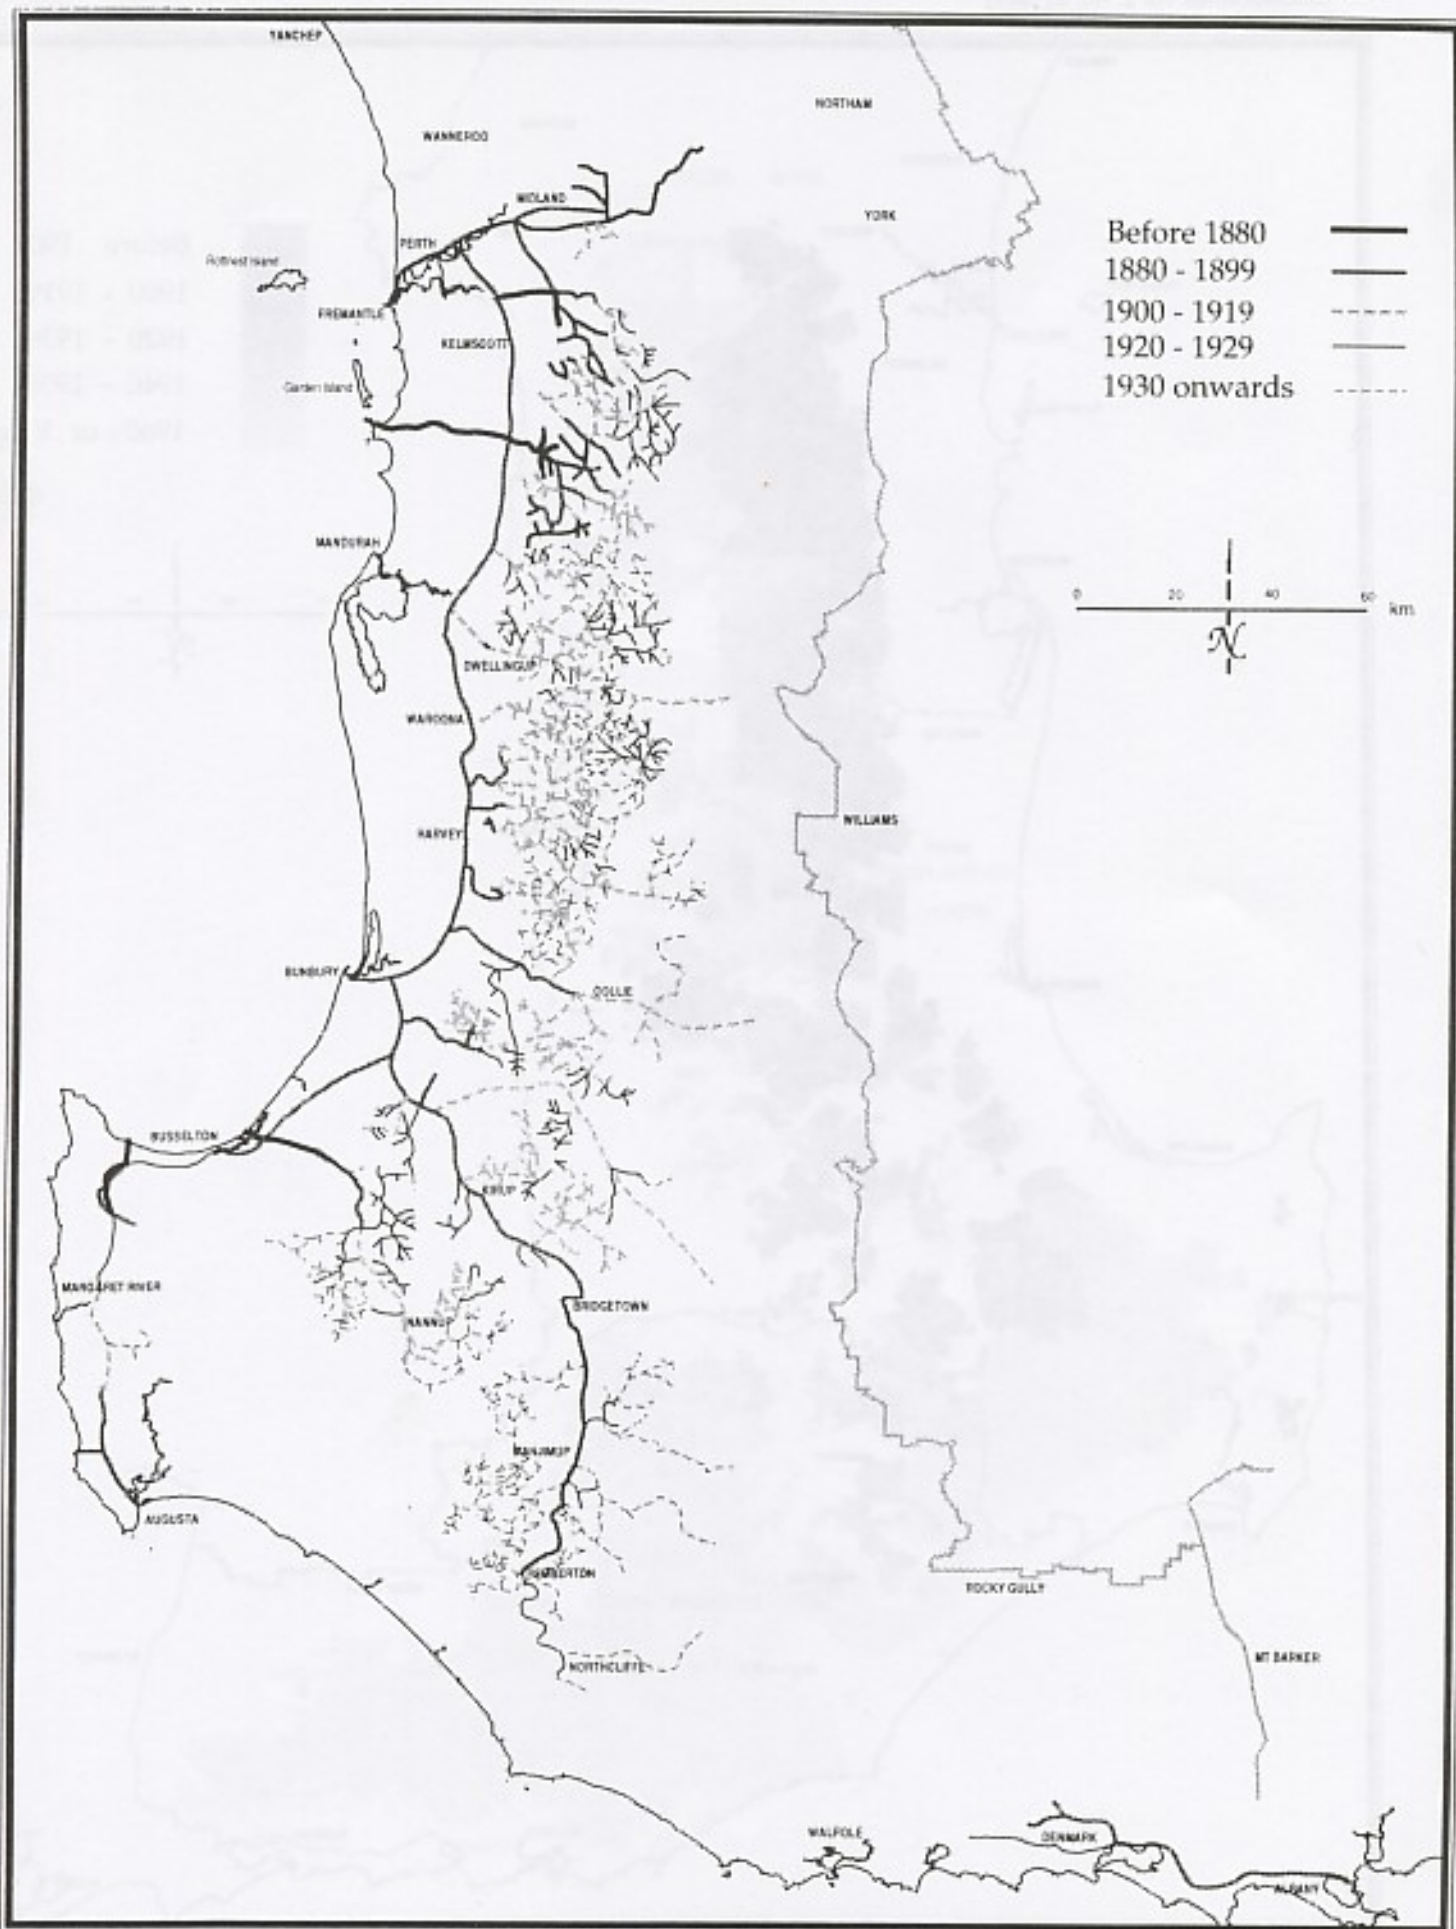 YANCHEP
NORTHAM
WANNEROO
MIDLAND
YORK
PERTH
Rottnest Island
FREMANTLE
KELMSCOTT
Garden Island
Before 1880
1880 - 1899
1900 - 1919
1920 - 1929
1930 onwards
MANDURAH
0 20 40 60 km
N
DWELLINGUP
WAROONA
WILLIAMS
HARVEY
BUNBURY
COLLIE
BUSSELTON
KIRUP
MARGARET RIVER
BRIDGETOWN
NANNUP
MANJIMUP
AUGUSTA
PEMBERTON
ROCKY GULLY
NORTHCLIFFE
MT BARKER
WALPOLE
DENMARK
ALBANY